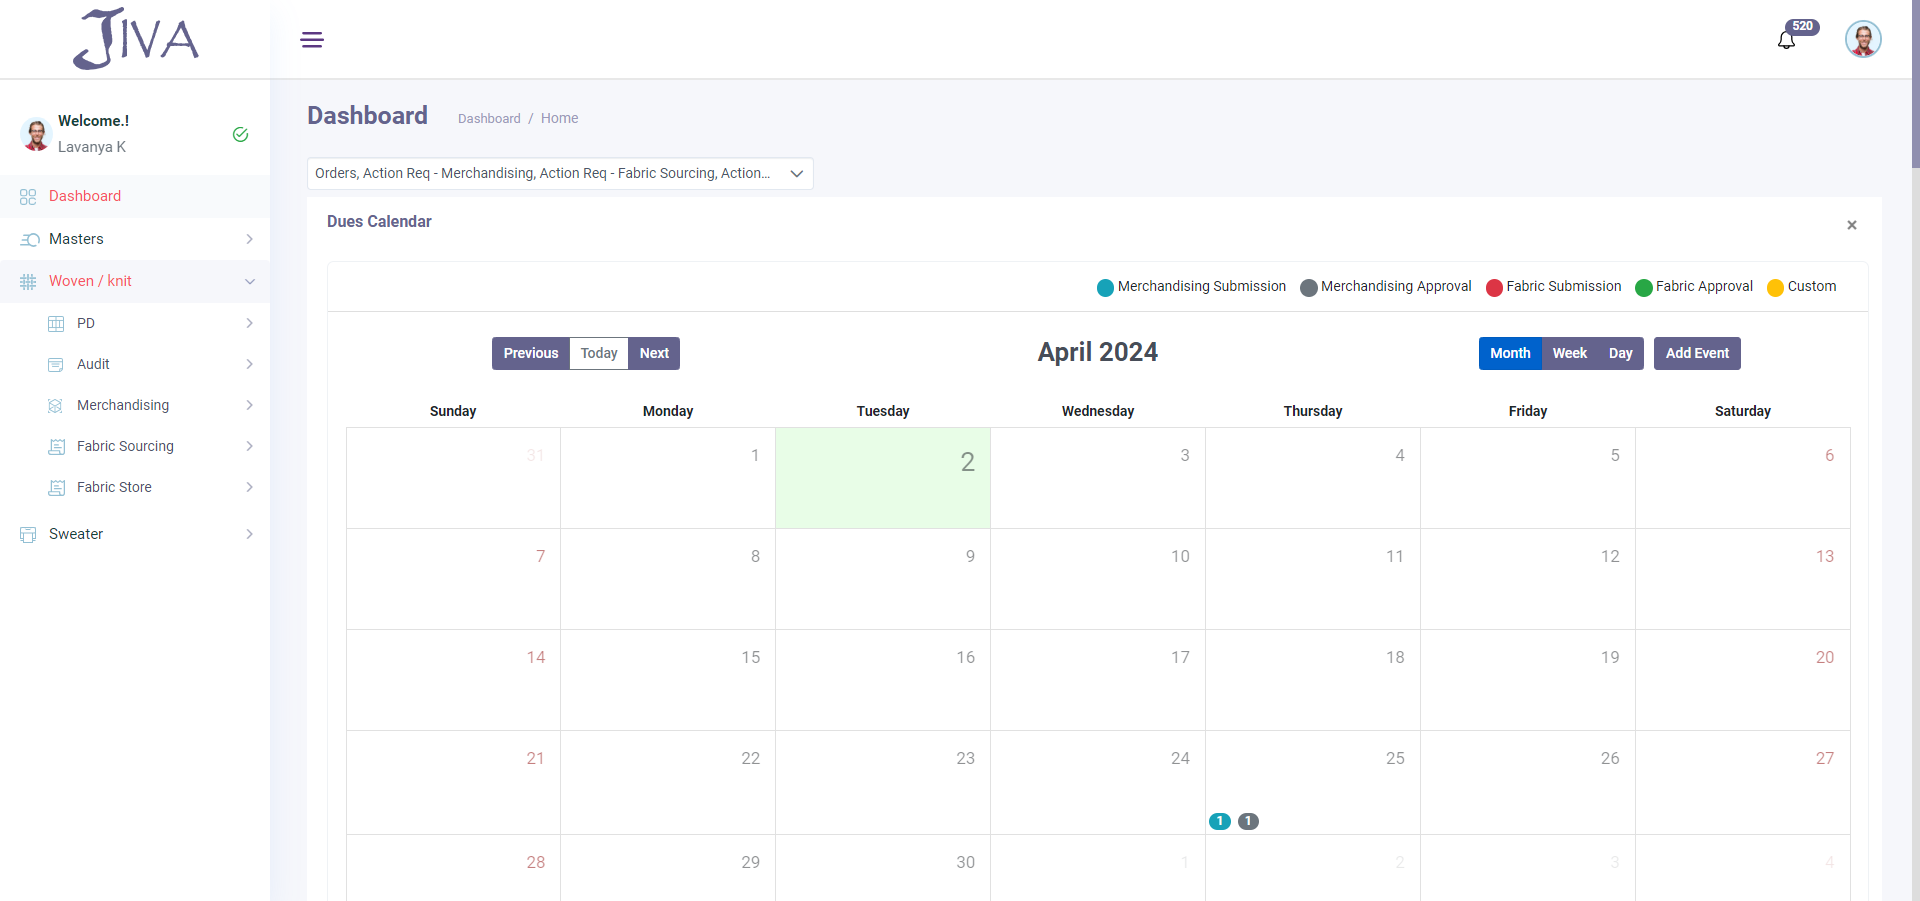 JIVA
520
Welcome.!
Lavanya K
Dashboard
Masters
Woven / knit
PD
Audit
Merchandising
Fabric Sourcing
Fabric Store
Sweater
Dashboard
Dashboard / Home
Orders, Action Req - Merchandising, Action Req - Fabric Sourcing, Action...
Dues Calendar
×
Merchandising Submission Merchandising Approval Fabric Submission Fabric Approval Custom
Previous Today Next
April 2024
Month Week Day Add Event
Sunday Monday Tuesday Wednesday Thursday Friday Saturday
31 1 2 3 4 5 6
7 8 9 10 11 12 13
14 15 16 17 18 19 20
21 22 23 24 25 26 27
1 1
28 29 30 1 2 3 4